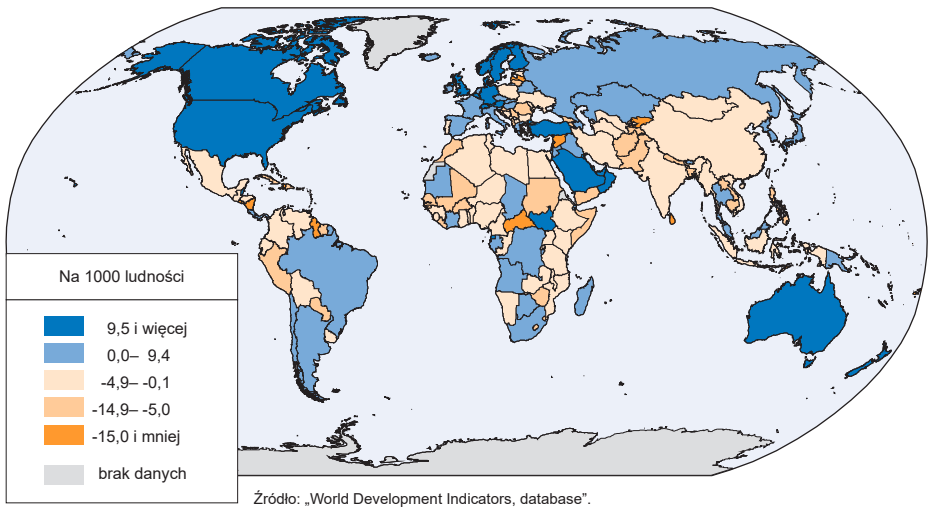 Na 1000 ludności
9,5 i więcej
0,0– 9,4
-4,9– -0,1
-14,9– -5,0
-15,0 i mniej
brak danych
Źródło: „World Development Indicators, database”.